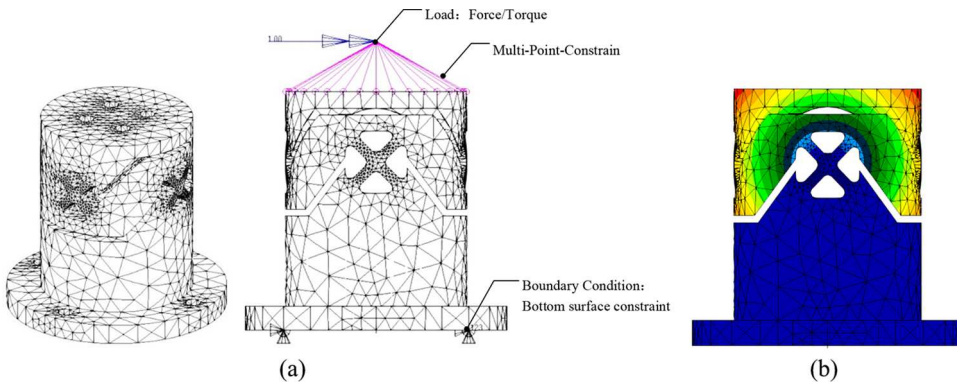 Load：Force/Torque
1.00
Multi-Point-Constrain
Boundary Condition：
Bottom surface constraint
(a)
(b)